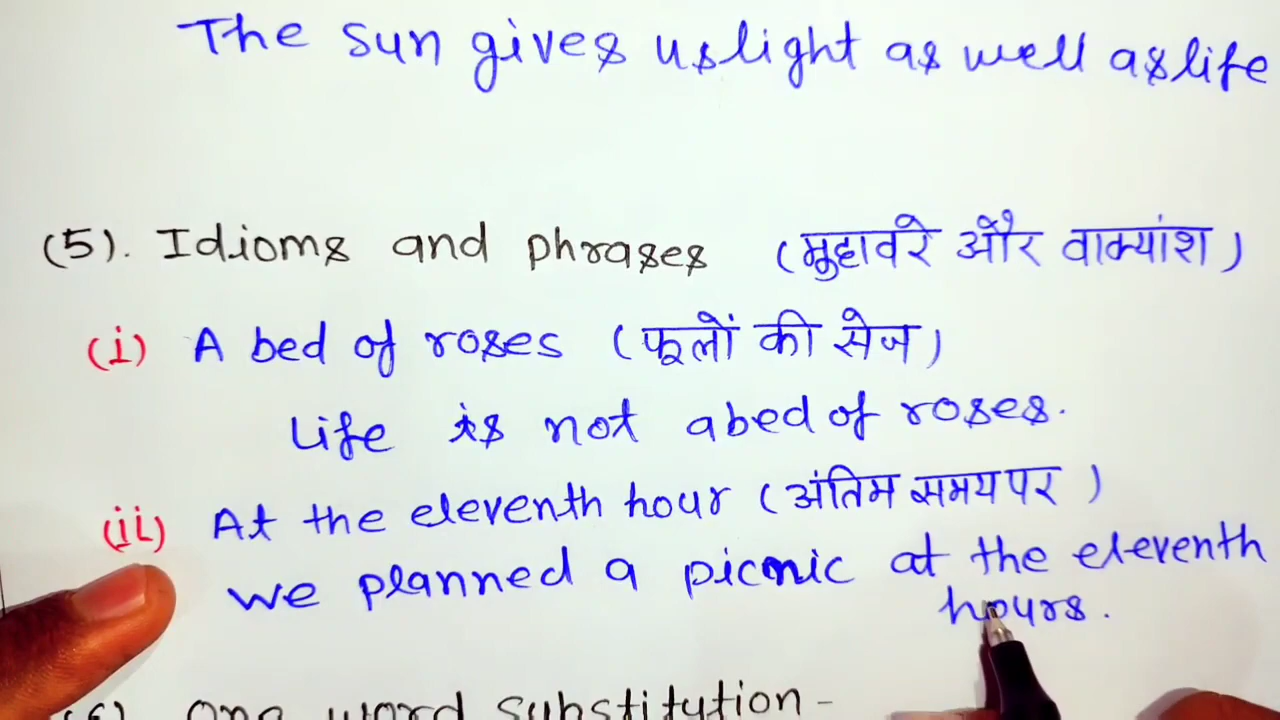 The sun gives us light as well as life
(5). Idioms and phrases (मुहावरे और वाक्यांश)
(i) A bed of roses (फूलों की सेज)
Life is not a bed of roses.
(ii) At the eleventh hour (अंतिम समय पर)
We planned a picnic at the eleventh
hours.
(6) One word substitution -